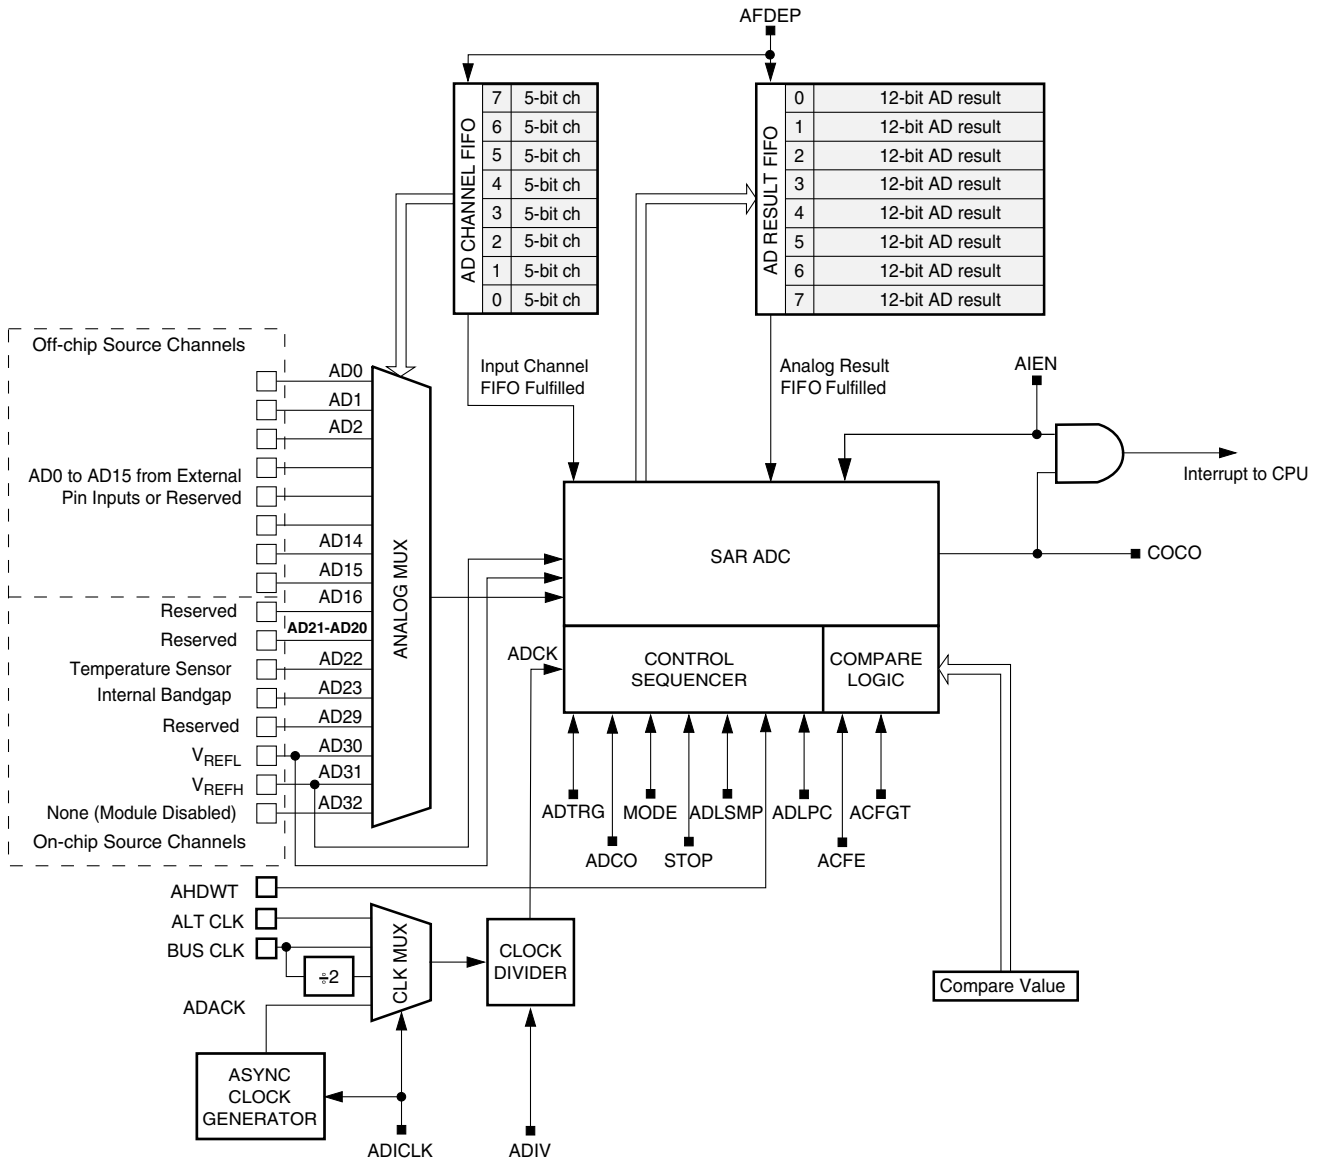 AFDEP
AD CHANNEL FIFO
7 5-bit ch
6 5-bit ch
5 5-bit ch
4 5-bit ch
3 5-bit ch
2 5-bit ch
1 5-bit ch
0 5-bit ch
AD RESULT FIFO
0 12-bit AD result
1 12-bit AD result
2 12-bit AD result
3 12-bit AD result
4 12-bit AD result
5 12-bit AD result
6 12-bit AD result
7 12-bit AD result
Off-chip Source Channels
Input Channel
FIFO Fulfilled
Analog Result
FIFO Fulfilled
AIEN
AD0
AD1
AD2
AD0 to AD15 from External
Pin Inputs or Reserved
Interrupt to CPU
AD14
AD15
ANALOG MUX
SAR ADC
COCO
AD16
Reserved
AD21-AD20
Reserved
AD22
Temperature Sensor
AD23
Internal Bandgap
AD29
Reserved
AD30
VREFL
AD31
VREFH
AD32
None (Module Disabled)
On-chip Source Channels
ADCK
CONTROL
SEQUENCER
COMPARE
LOGIC
ADTRG
MODE
ADLSMP
ADLPC
ACFGT
ADCO
STOP
ACFE
AHDWT
ALT CLK
BUS CLK
÷2
ADACK
CLK MUX
CLOCK
DIVIDER
Compare Value
ASYNC
CLOCK
GENERATOR
ADICLK
ADIV